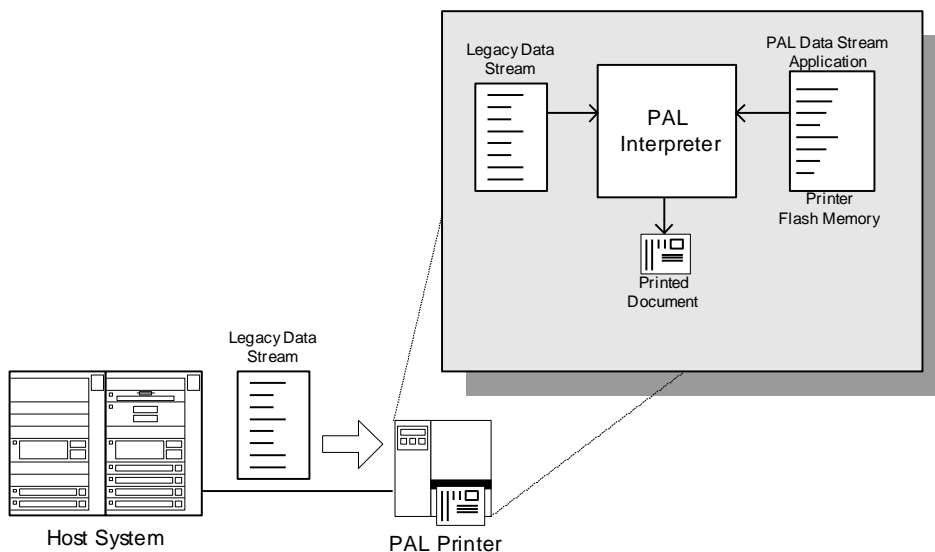 Legacy Data
Stream
PAL Data Stream
Application
PAL
Interpreter
Printer
Flash Memory
Printed
Document
Legacy Data
Stream
Host System
PAL Printer